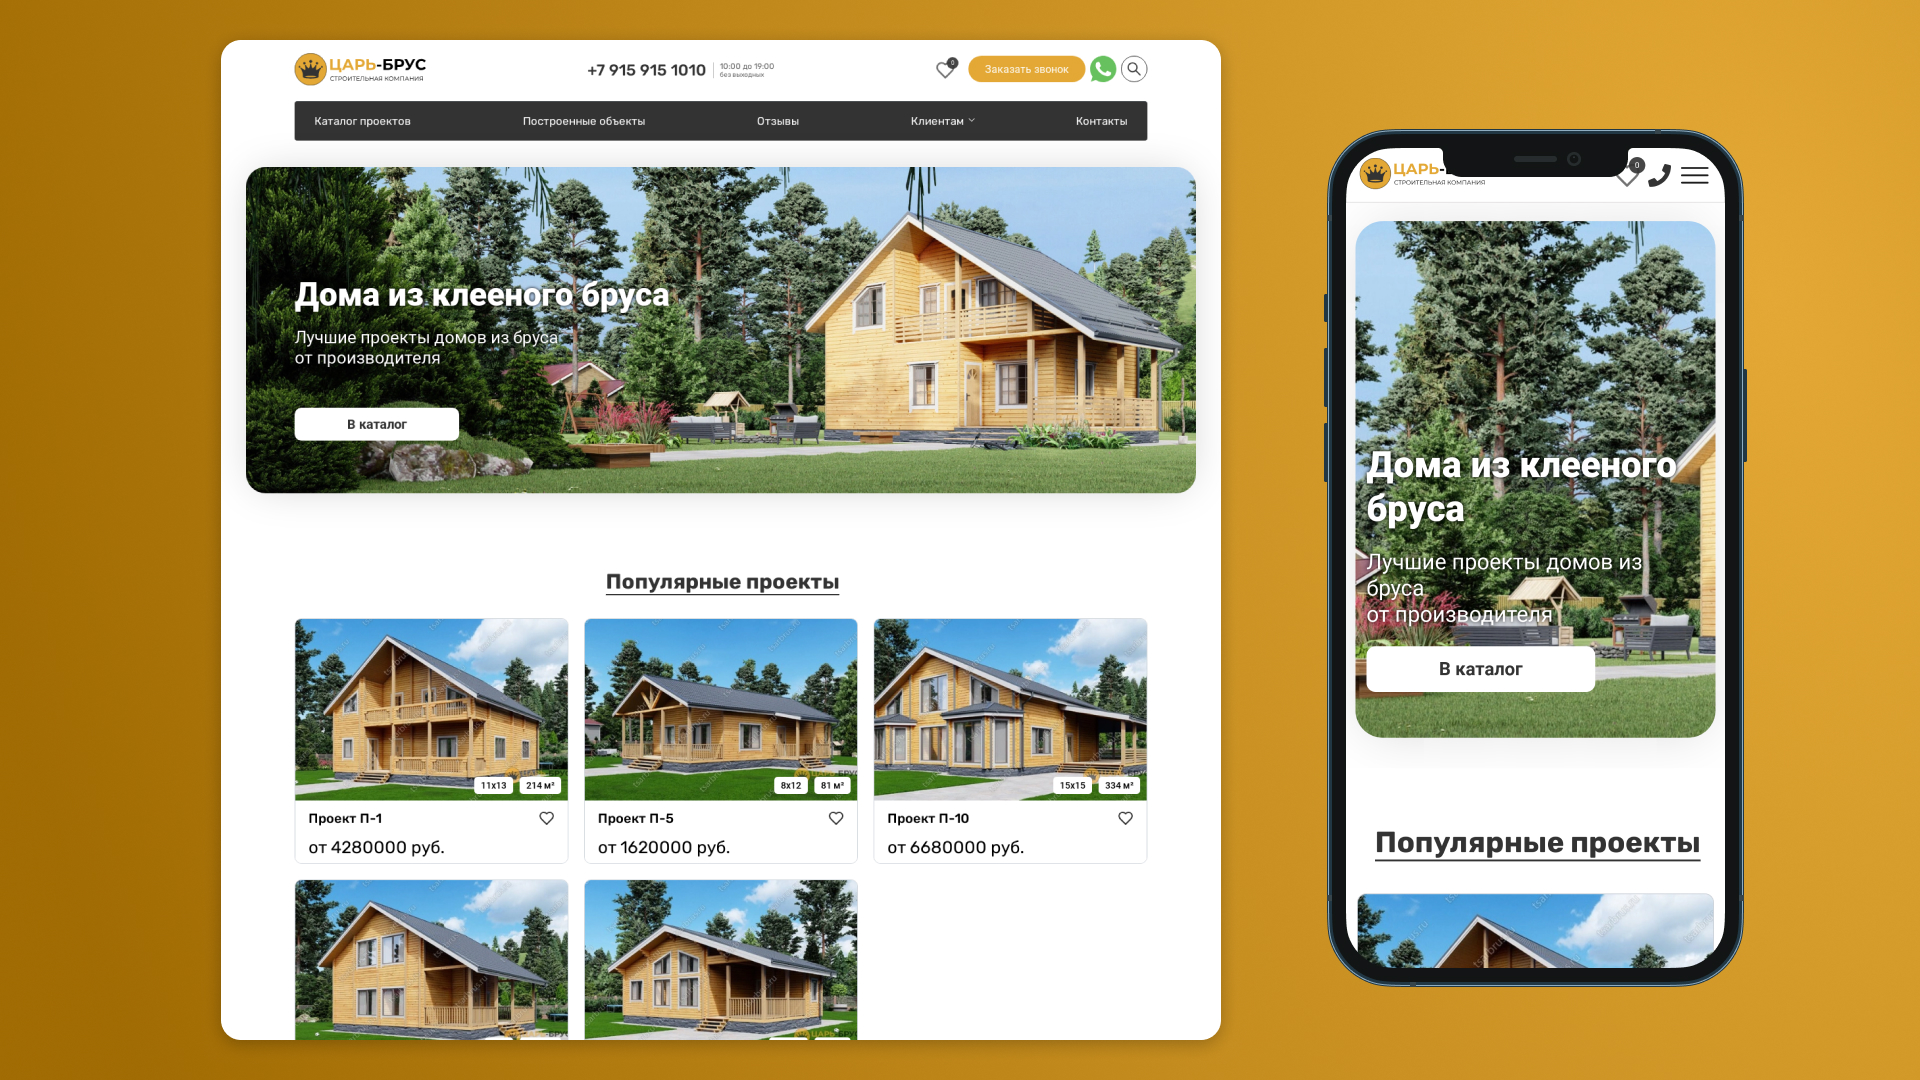 ЦАРЬ-БРУС
СТРОИТЕЛЬНАЯ КОМПАНИЯ
+7 915 915 1010
10:00 до 19:00
без выходных
0
Заказать звонок
Каталог проектов
Построенные объекты
Отзывы
Клиентам
Контакты
Дома из клееного бруса
Лучшие проекты домов из бруса
от производителя
В каталог
Популярные проекты
11x13
214 м²
Проект П-1
от 4280000 руб.
8x12
81 м²
Проект П-5
от 1620000 руб.
15x15
334 м²
Проект П-10
от 6680000 руб.
ЦАРЬ-
СТРОИТЕЛЬНАЯ КОМПАНИЯ
0
Дома из клееного
бруса
Лучшие проекты домов из
бруса
от производителя
В каталог
Популярные проекты